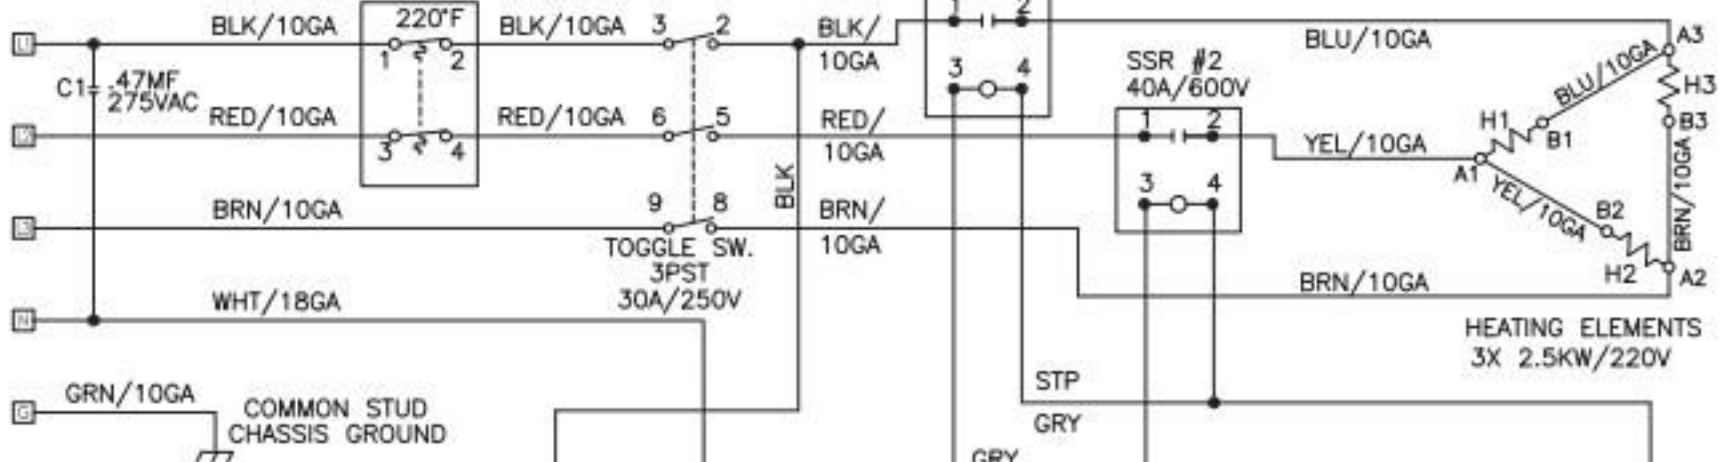 L1
BLK/10GA
220°F
1 2
BLK/10GA
3 2
BLK/
10GA
1 2
3 4
BLU/10GA
A3
BLU/10GA
H3
B3
C1 .47MF
275VAC
RED/10GA
3 4
RED/10GA
6 5
RED/
10GA
SSR #2
40A/600V
1 2
3 4
YEL/10GA
H1
B1
A1
YEL/10GA
B2
H2
A2
BRN/10GA
L2
L3
BRN/10GA
9 8
TOGGLE SW.
3PST
30A/250V
BLK
BRN/
10GA
BRN/10GA
HEATING ELEMENTS
3X 2.5KW/220V
N
WHT/18GA
G
GRN/10GA
COMMON STUD
CHASSIS GROUND
STP
GRY
GRY